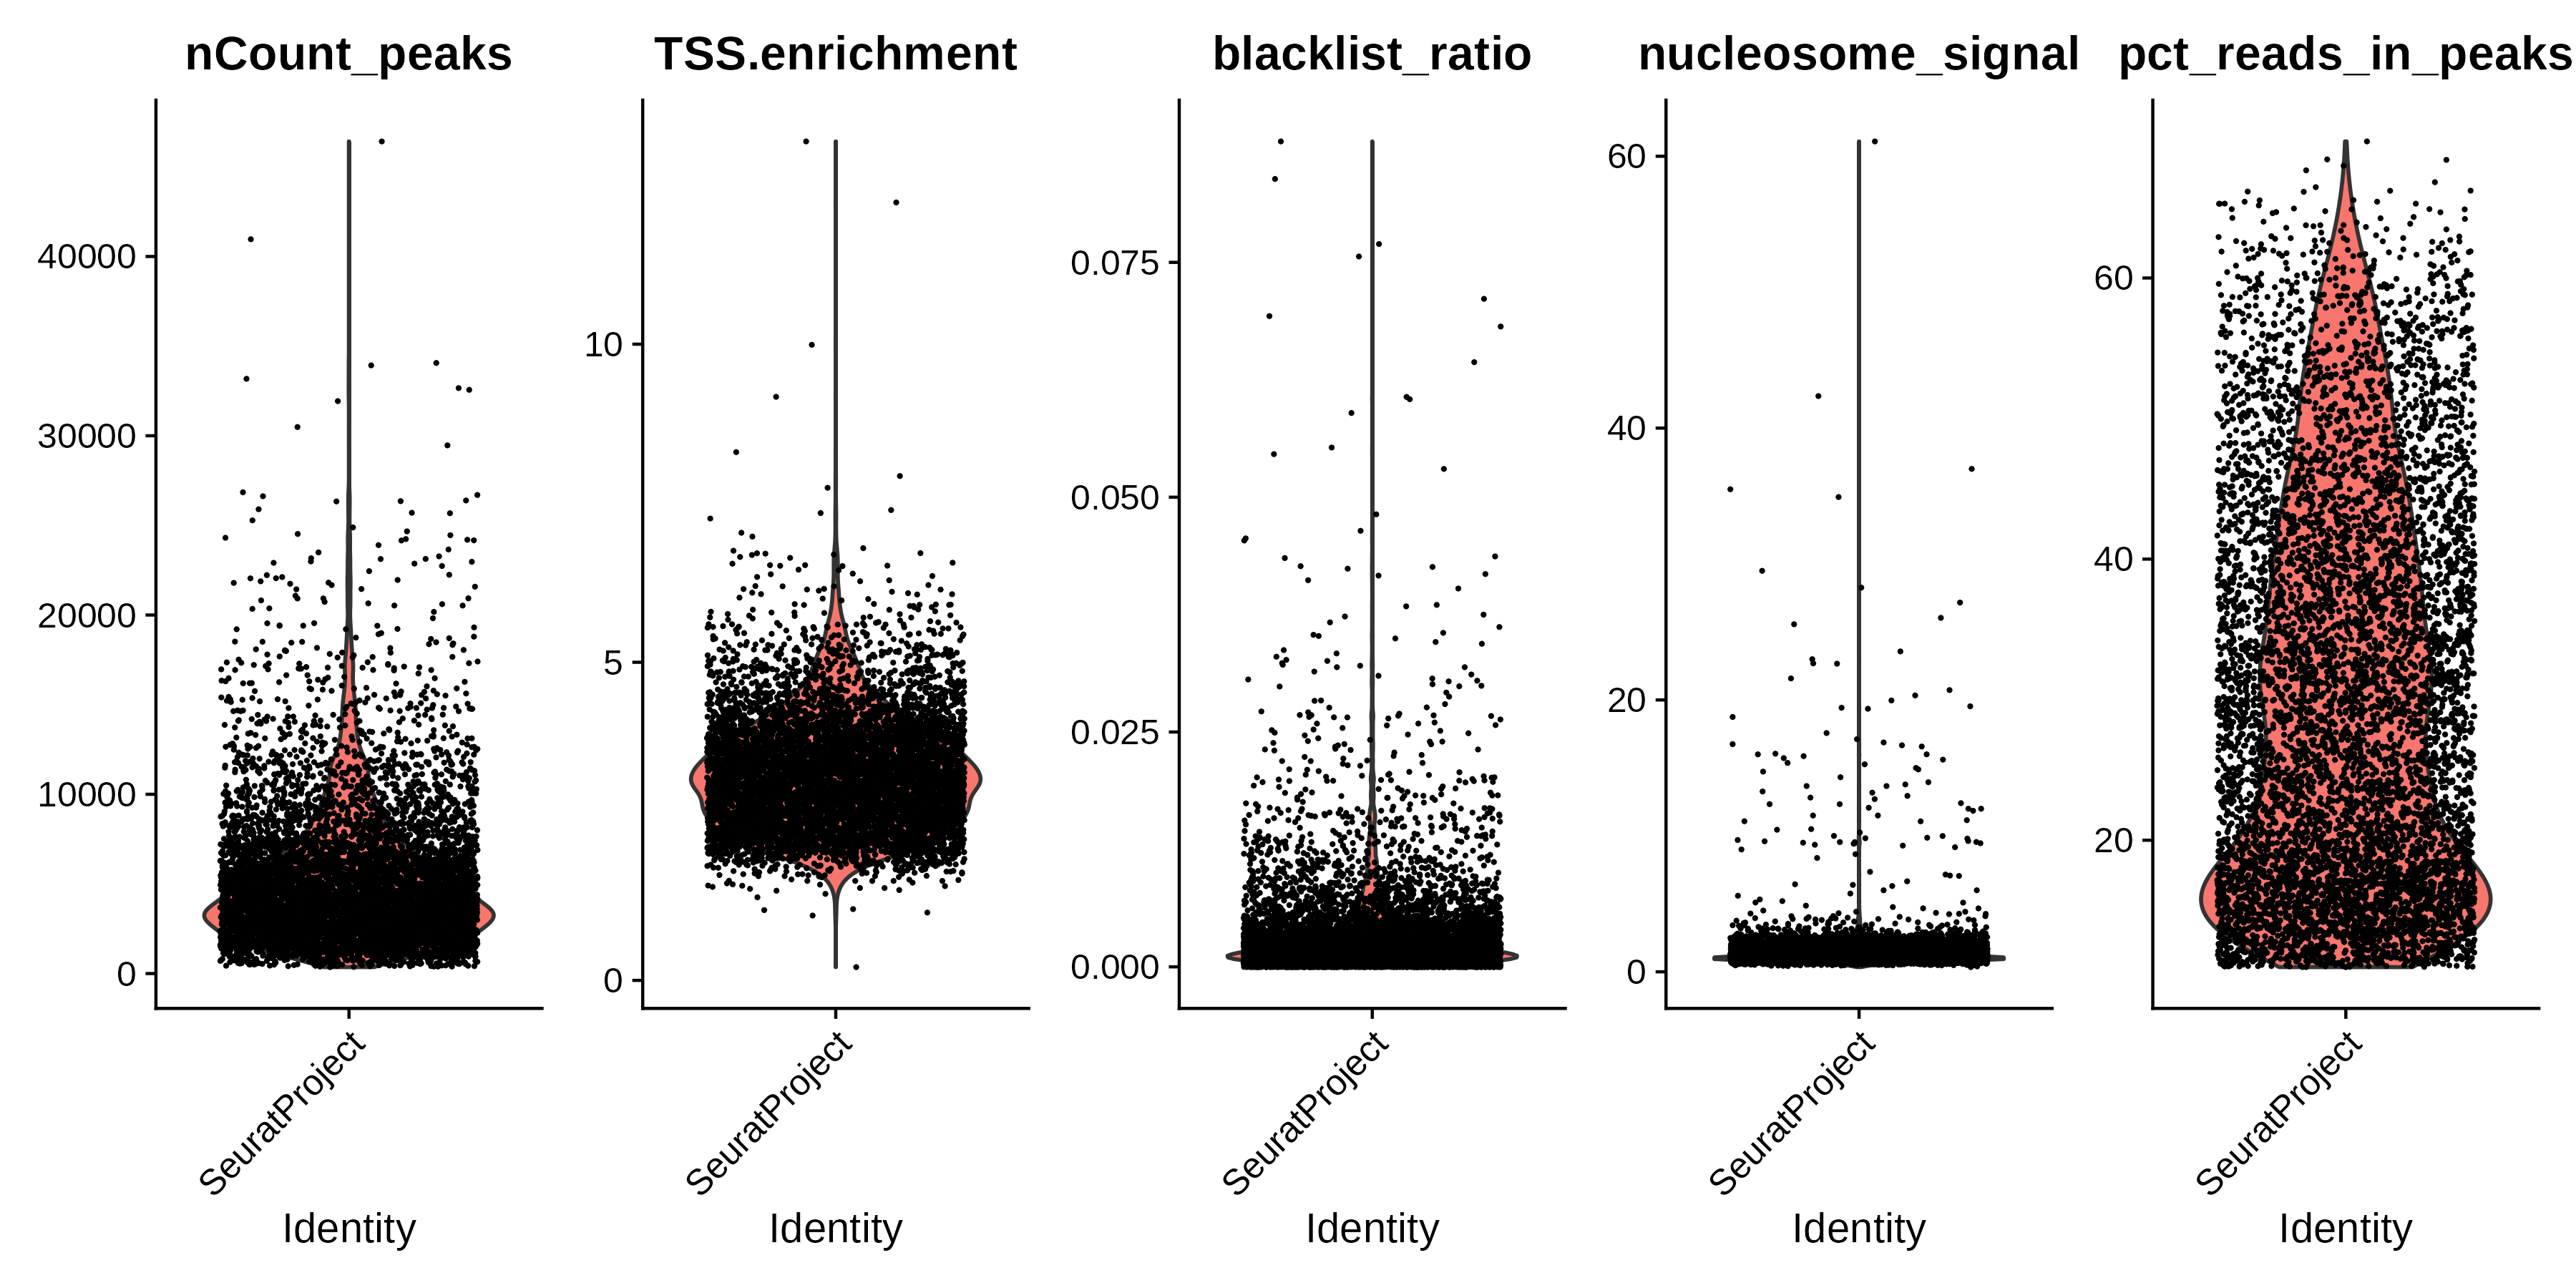 nCount_peaks
40000
30000
20000
10000
0
SeuratProject
Identity
TSS.enrichment
10
5
0
SeuratProject
Identity
blacklist_ratio
0.075
0.050
0.025
0.000
SeuratProject
Identity
nucleosome_signal
60
40
20
0
SeuratProject
Identity
pct_reads_in_peaks
60
40
20
SeuratProject
Identity